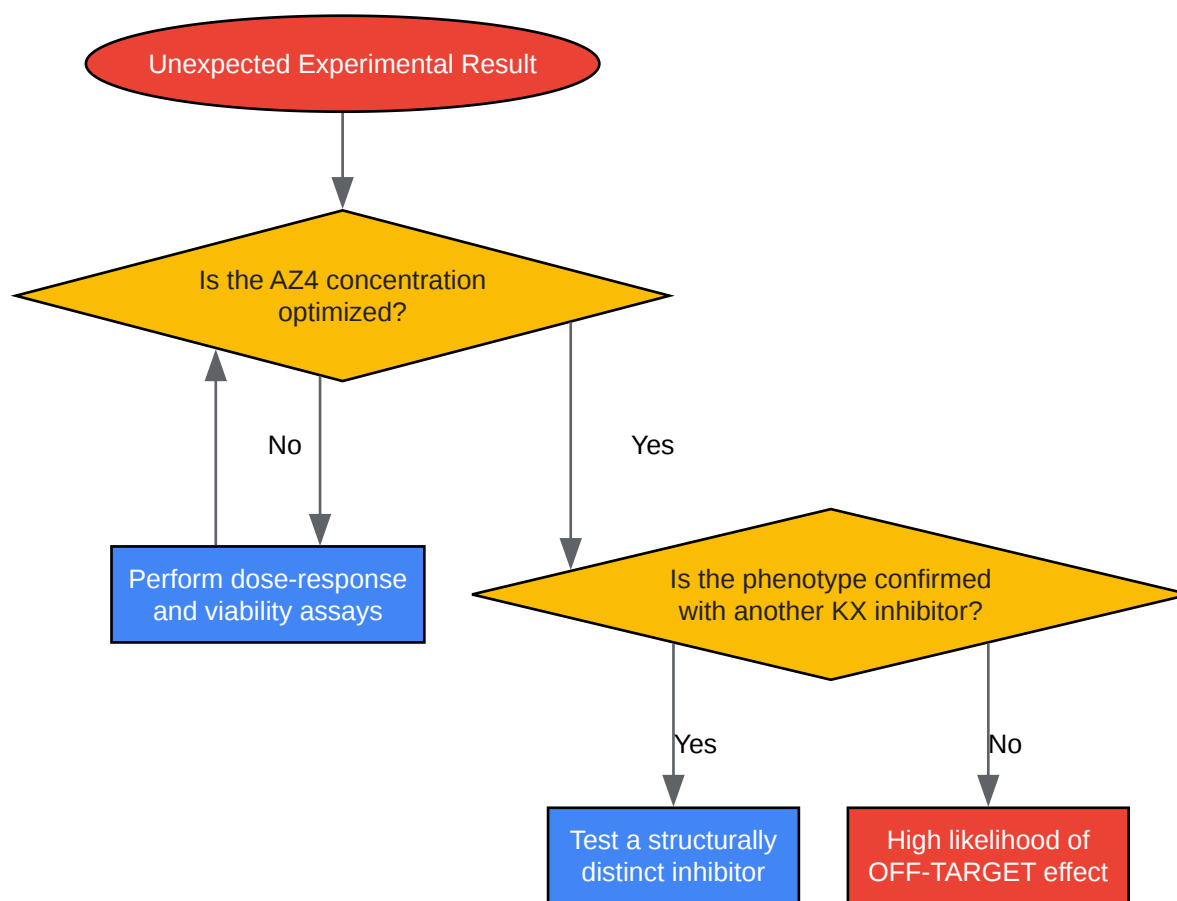 Unexpected Experimental Result
Is the AZ4 concentration
optimized?
No
Yes
Perform dose-response
and viability assays
Is the phenotype confirmed
with another KX inhibitor?
Yes
No
Test a structurally
distinct inhibitor
High likelihood of
OFF-TARGET effect